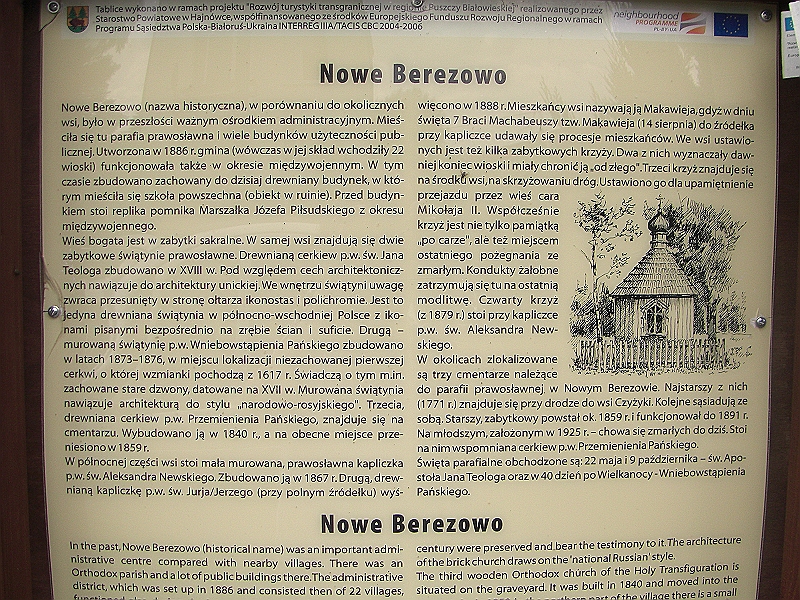 Tablice wykonano w ramach projektu "Rozwój turystyki transgranicznej w regionie Puszczy Białowieskiej" realizowanego przez
Starostwo Powiatowe w Hajnówce, współfinansowanego ze środków Europejskiego Funduszu Rozwoju Regionalnego w ramach
Programu Sąsiedztwa Polska-Białoruś-Ukraina INTERREG IIIA/TACIS CBC 2004-2006
neighbourhood
PROGRAMME
PL-BY-UA
Nowe Berezowo
Nowe Berezowo (nazwa historyczna), w porównaniu do okolicznych
wsi, było w przeszłości ważnym ośrodkiem administracyjnym. Mieś-
ciła się tu parafia prawosławna i wiele budynków użyteczności pub-
licznej. Utworzona w 1886 r. gmina (wówczas w jej skład wchodziły 22
wioski) funkcjonowała także w okresie międzywojennym. W tym
czasie zbudowano zachowany do dzisiaj drewniany budynek, w któ-
rym mieściła się szkoła powszechna (obiekt w ruinie). Przed budyn-
kiem stoi replika pomnika Marszałka Józefa Piłsudskiego z okresu
międzywojennego.
Wieś bogata jest w zabytki sakralne. W samej wsi znajdują się dwie
zabytkowe świątynie prawosławne. Drewnianą cerkiew p.w. św. Jana
Teologa zbudowano w XVIII w. Pod względem cech architektonicz-
nych nawiązuje do architektury unickiej. We wnętrzu świątyni uwagę
zwraca przesunięty w stronę ołtarza ikonostas i polichromie. Jest to
jedyna drewniana świątynia w północno-wschodniej Polsce z iko-
nami pisanymi bezpośrednio na zrębie ścian i suficie. Drugą –
murowaną świątynię p.w. Wniebowstąpienia Pańskiego zbudowano
w latach 1873–1876, w miejscu lokalizacji niezachowanej pierwszej
cerkwi, o której wzmianki pochodzą z 1617 r. Świadczą o tym m.in.
zachowane stare dzwony, datowane na XVII w. Murowana świątynia
nawiązuje architekturą do stylu „narodowo-rosyjskiego". Trzecia,
drewniana cerkiew p.w. Przemienienia Pańskiego, znajduje się na
cmentarzu. Wybudowano ją w 1840 r., a na obecne miejsce prze-
niesiono w 1859 r.
W północnej części wsi stoi mała murowana, prawosławna kapliczka
p.w. św. Aleksandra Newskiego. Zbudowano ją w 1867 r. Drugą, drew-
nianą kapliczkę p.w. św. Jurja/Jerzego (przy polnym źródełku) wyś-
więcono w 1888 r. Mieszkańcy wsi nazywają ją Makawieja, gdyż w dniu
święta 7 Braci Machabeuszy tzw. Makawieja (14 sierpnia) do źródełka
przy kapliczce udawały się procesje mieszkańców. We wsi ustawio-
nych jest też kilka zabytkowych krzyży. Dwa z nich wyznaczały daw-
niej koniec wioski i miały chronić ją „od złego". Trzeci krzyż znajduje się
na środku wsi, na skrzyżowaniu dróg. Ustawiono go dla upamiętnienie
przejazdu przez wieś cara
Mikołaja II. Współcześnie
krzyż jest nie tylko pamiątką
„po carze", ale też miejscem
ostatniego pożegnania ze
zmarłym. Kondukty żałobne
zatrzymują się tu na ostatnią
modlitwę. Czwarty krzyż
(z 1879 r.) stoi przy kapliczce
p.w. św. Aleksandra New-
skiego.
W okolicach zlokalizowane
są trzy cmentarze należące
do parafii prawosławnej w Nowym Berezowie. Najstarszy z nich
(1771 r.) znajduje się przy drodze do wsi Czyżyki. Kolejne sąsiadują ze
sobą. Starszy, zabytkowy powstał ok. 1859 r. i funkcjonował do 1891 r.
Na młodszym, założonym w 1925 r. – chowa się zmarłych do dziś. Stoi
na nim wspomniana cerkiew p.w. Przemienienia Pańskiego.
Święta parafialne obchodzone są: 22 maja i 9 października – św. Apo-
stoła Jana Teologa oraz w 40 dzień po Wielkanocy - Wniebowstąpienia
Pańskiego.
Nowe Berezowo
In the past, Nowe Berezowo (historical name) was an important admi-
nistrative centre compared with nearby villages. There was an
Orthodox parish and a lot of public buildings there. The administrative
district, which was set up in 1886 and consisted then of 22 villages,
century were preserved and bear the testimony to it. The architecture
of the brick church draws on the 'national Russian' style.
The third wooden Orthodox church of the Holy Transfiguration is
situated on the graveyard. It was built in 1840 and moved into the
part of the village there is a small